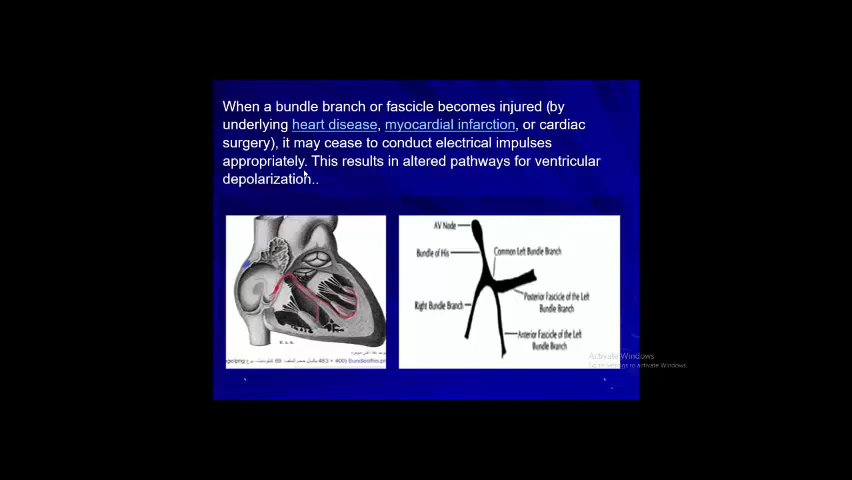 When a bundle branch or fascicle becomes injured (by
underlying heart disease, myocardial infarction, or cardiac
surgery), it may cease to conduct electrical impulses
appropriately. This results in altered pathways for ventricular
depolarization..
AV Node
Bundle of His
Common Left Bundle Branch
Right Bundle Branch
Posterior Fascicle of the Left
Bundle Branch
Anterior Fascicle of the Left
Bundle Branch
Activate Windows
to activate Windows.